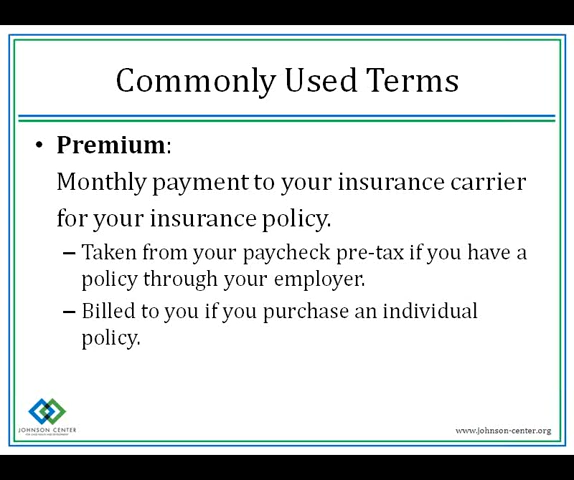 Commonly Used Terms
• Premium:
Monthly payment to your insurance carrier
for your insurance policy.
– Taken from your paycheck pre-tax if you have a
policy through your employer.
– Billed to you if you purchase an individual
policy.
JOHNSON CENTER
www.johnson-center.org